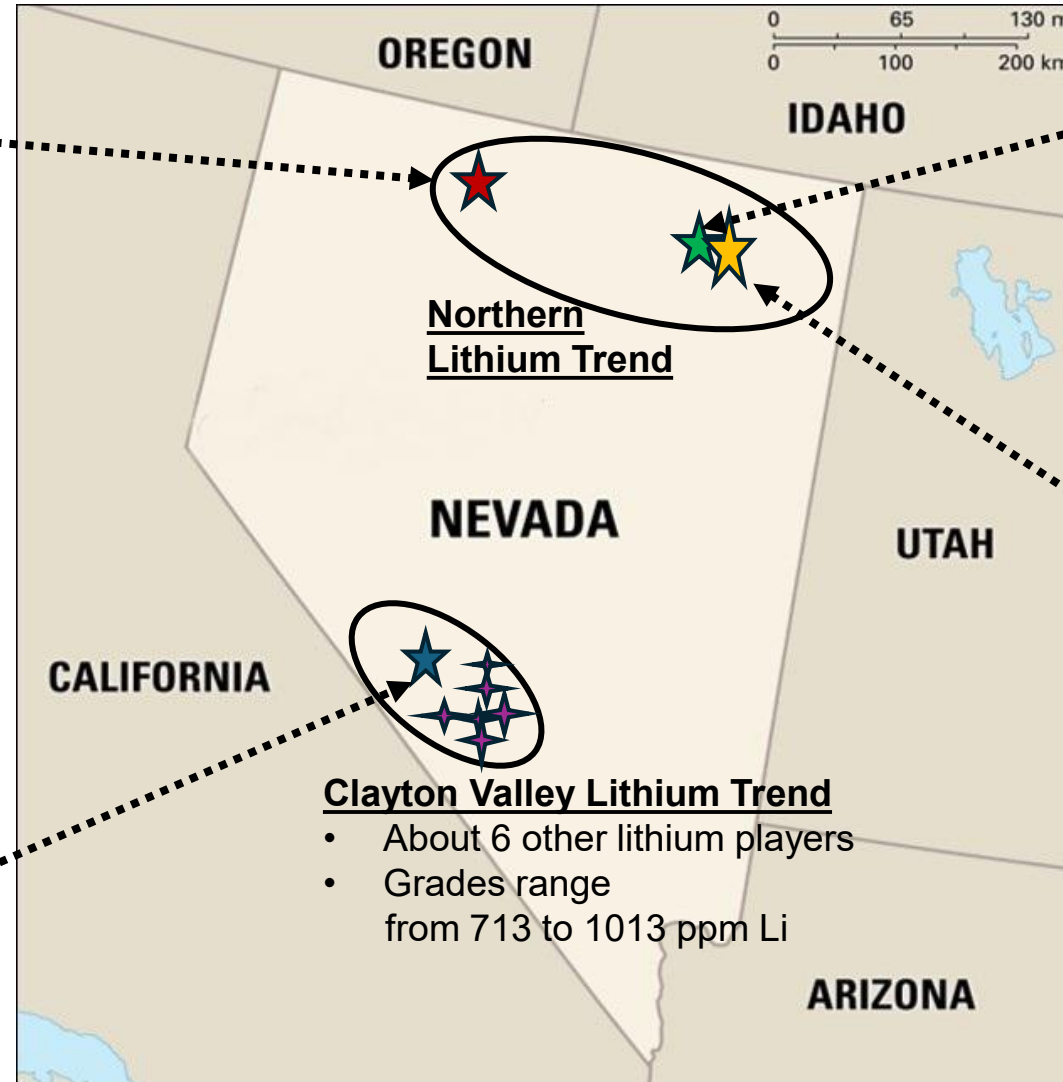 0 65 130 m
0 100 200 km
OREGON
IDAHO
Northern
Lithium Trend
NEVADA
UTAH
CALIFORNIA
Clayton Valley Lithium Trend
• About 6 other lithium players
• Grades range
from 713 to 1013 ppm Li
ARIZONA